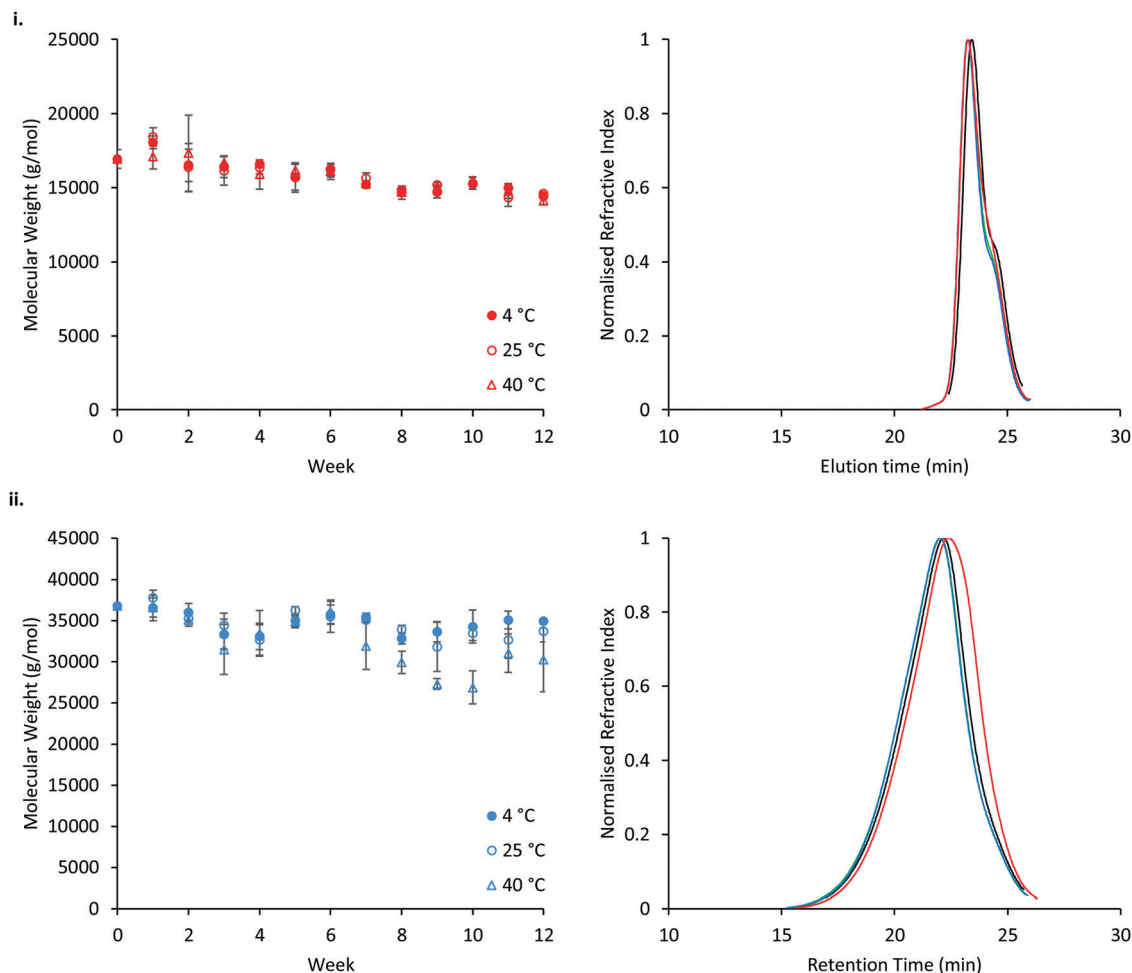 i.
Molecular Weight (g/mol)
25000
20000
15000
10000
5000
0
0 2 4 6 8 10 12
Week
4 °C
25 °C
40 °C
Normalised Refractive Index
1
0.8
0.6
0.4
0.2
0
10 15 20 25 30
Elution time (min)
ii.
Molecular Weight (g/mol)
45000
40000
35000
30000
25000
20000
15000
10000
5000
0
0 2 4 6 8 10 12
Week
4 °C
25 °C
40 °C
Normalised Refractive Index
1
0.8
0.6
0.4
0.2
0
10 15 20 25 30
Retention Time (min)